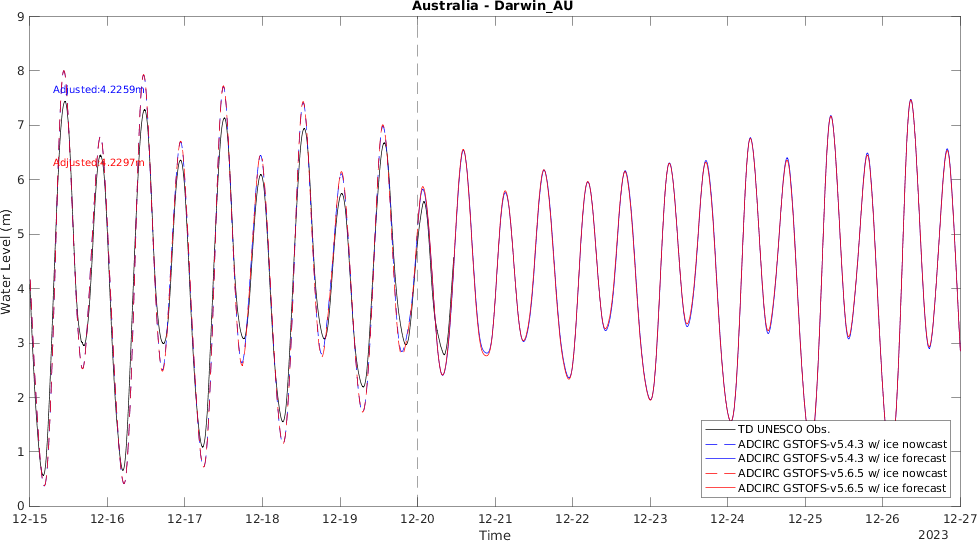 Australia - Darwin_AU
9
8
Adjusted:4.2259m
7
Adjusted:4.2297m
6
5
Water Level (m)
4
3
2
1
0
TD UNESCO Obs.
ADCIRC GSTOFS-v5.4.3 w/ ice nowcast
ADCIRC GSTOFS-v5.4.3 w/ ice forecast
ADCIRC GSTOFS-v5.6.5 w/ ice nowcast
ADCIRC GSTOFS-v5.6.5 w/ ice forecast
12-15 12-16 12-17 12-18 12-19 12-20 12-21 12-22 12-23 12-24 12-25 12-26 12-27
Time
2023